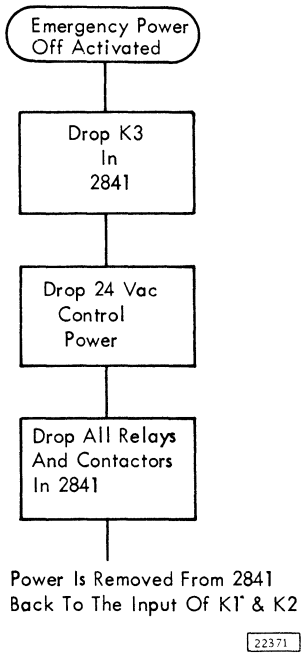 Emergency Power
Off Activated
Drop K3
In
2841
Drop 24 Vac
Control
Power
Drop All Relays
And Contactors
In 2841
Power Is Removed From 2841
Back To The Input Of K1 & K2
22371